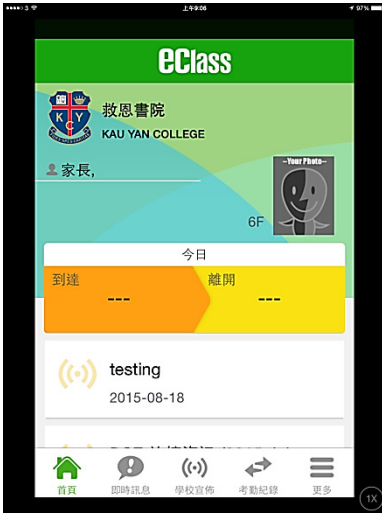 3
上午9:06
97%
eClass
KY
C
救恩書院
KAU YAN COLLEGE
家長,
--Your Photo--
6F
今日
到達
離開
---
---
testing
2015-08-18
首頁
即時訊息
學校宣佈
考勤紀錄
更多
1X